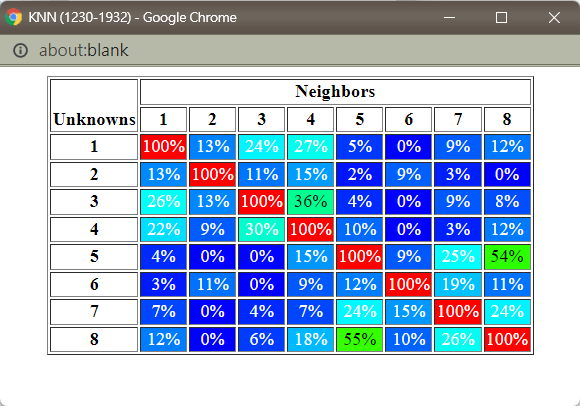 KNN (1230-1932) - Google Chrome
about:blank
Neighbors
Unknowns 1 2 3 4 5 6 7 8
1 100% 13% 24% 27% 5% 0% 9% 12%
2 13% 100% 11% 15% 2% 9% 3% 0%
3 26% 13% 100% 36% 4% 0% 9% 8%
4 22% 9% 30% 100% 10% 0% 3% 12%
5 4% 0% 0% 15% 100% 9% 25% 54%
6 3% 11% 0% 9% 12% 100% 19% 11%
7 7% 0% 4% 7% 24% 15% 100% 24%
8 12% 0% 6% 18% 55% 10% 26% 100%